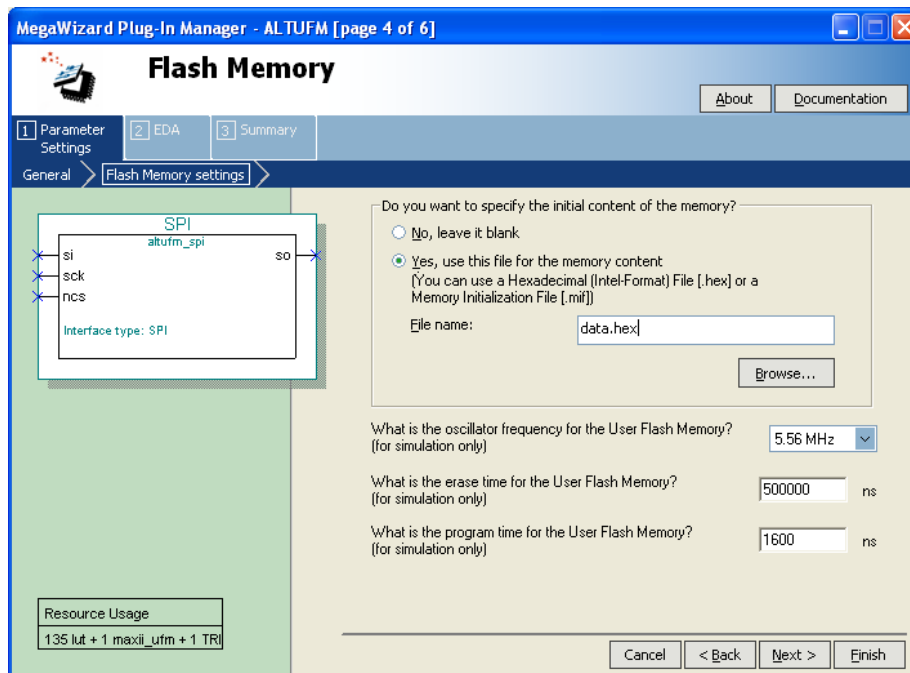 MegaWizard Plug-In Manager - ALTUFM [page 4 of 6]
Flash Memory
About
Documentation
1 Parameter Settings
2 EDA
3 Summary
General
Flash Memory settings
SPI
altufm_spi
si
so
sck
ncs
Interface type: SPI
Resource Usage
135 lut + 1 maxii_ufm + 1 TRI
Do you want to specify the initial content of the memory?
No, leave it blank
Yes, use this file for the memory content
(You can use a Hexadecimal (Intel-Format) File [.hex] or a
Memory Initialization File [.mif])
File name:
data.hex
Browse...
What is the oscillator frequency for the User Flash Memory?
(for simulation only)
5.56 MHz
What is the erase time for the User Flash Memory?
(for simulation only)
500000
ns
What is the program time for the User Flash Memory?
(for simulation only)
1600
ns
Cancel
< Back
Next >
Finish